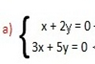 a)
x + 2y = 0
3x + 5y = 0